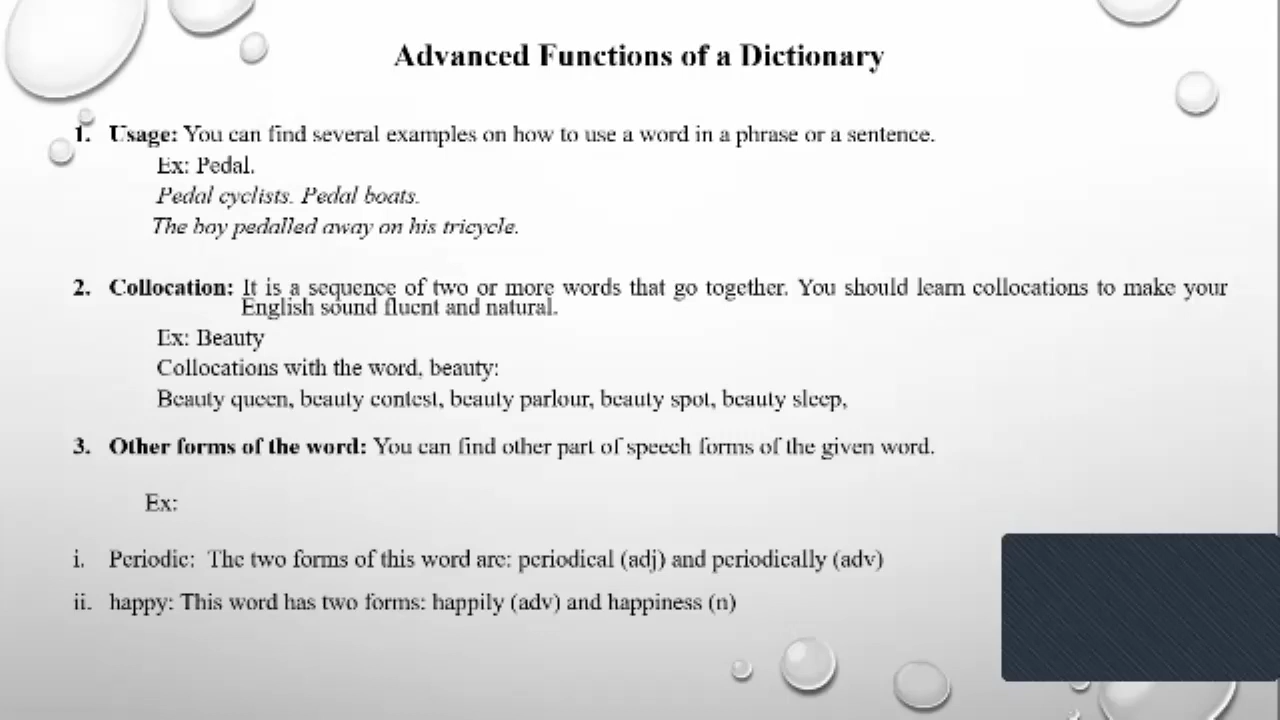 Advanced Functions of a Dictionary
1. Usage: You can find several examples on how to use a word in a phrase or a sentence.
Ex: Pedal.
Pedal cyclists. Pedal boats.
The boy pedalled away on his tricycle.
2. Collocation: It is a sequence of two or more words that go together. You should learn collocations to make your
English sound fluent and natural.
Ex: Beauty
Collocations with the word, beauty:
Beauty queen, beauty contest, beauty parlour, beauty spot, beauty sleep,
3. Other forms of the word: You can find other part of speech forms of the given word.
Ex:
i. Periodic: The two forms of this word are: periodical (adj) and periodically (adv)
ii. happy: This word has two forms: happily (adv) and happiness (n)